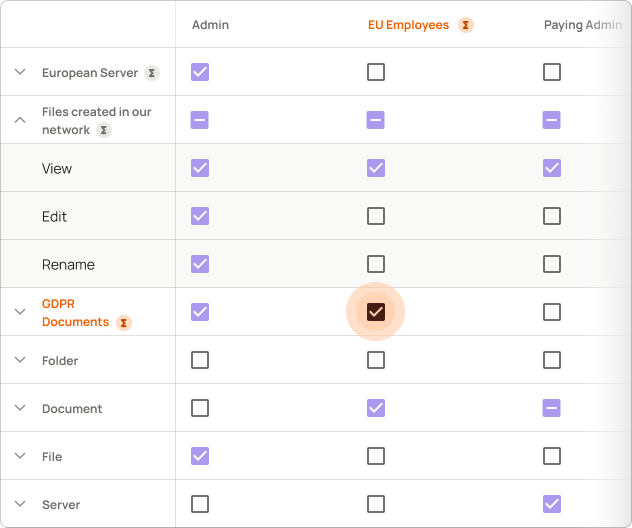 Admin
EU Employees Σ
Paying Admin
European Server Σ
Files created in our
network Σ
View
Edit
Rename
GDPR
Documents Σ
Folder
Document
File
Server